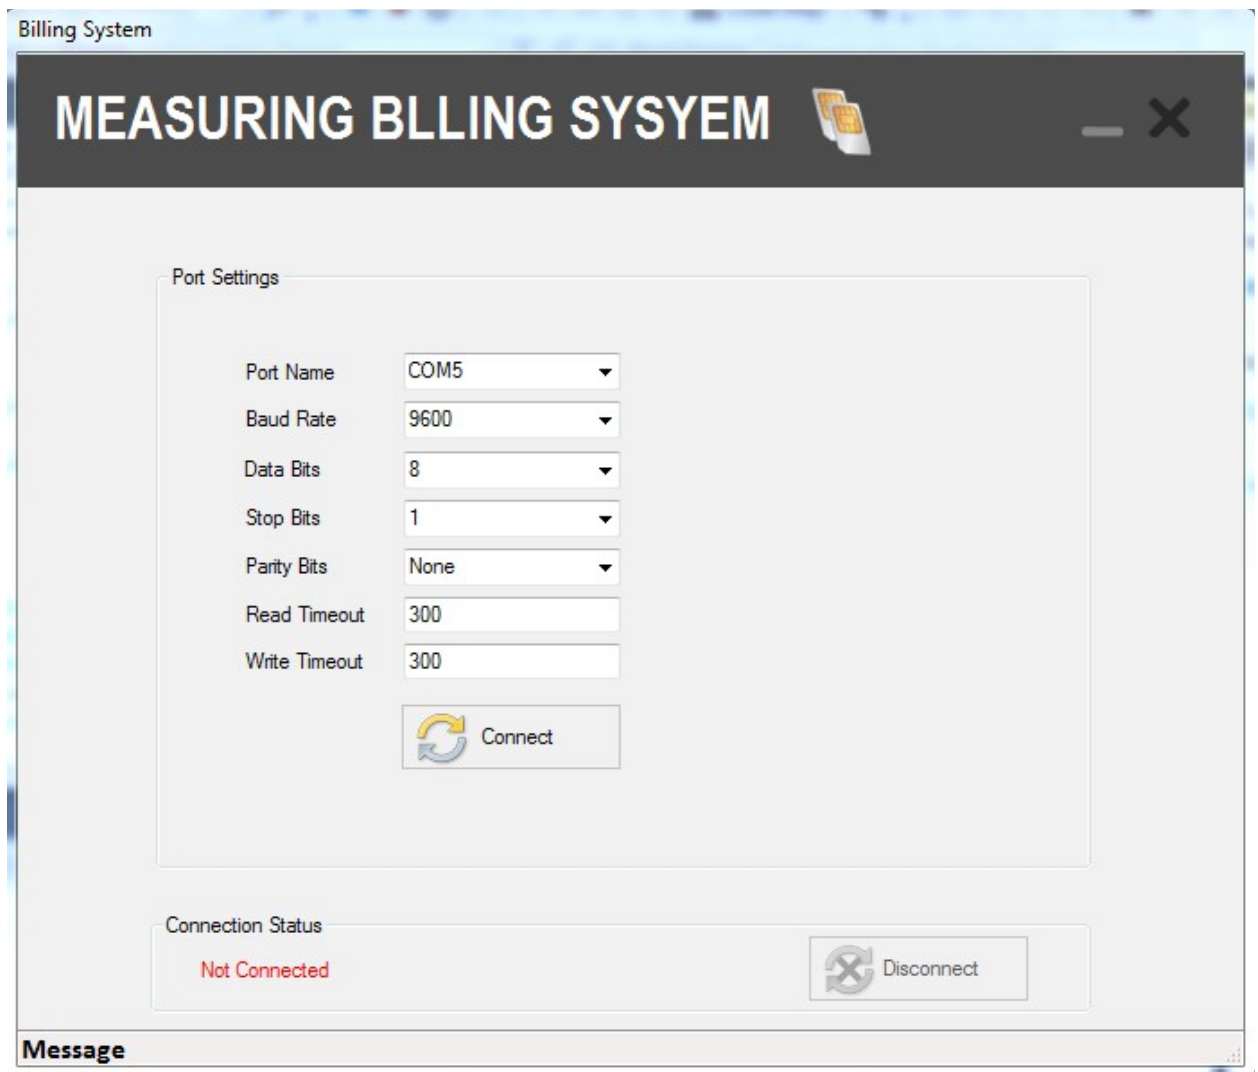 Billing System
MEASURING BLLING SYSYEM
Port Settings
Port Name COM5
Baud Rate 9600
Data Bits 8
Stop Bits 1
Parity Bits None
Read Timeout 300
Write Timeout 300
Connect
Connection Status
Not Connected Disconnect
Message